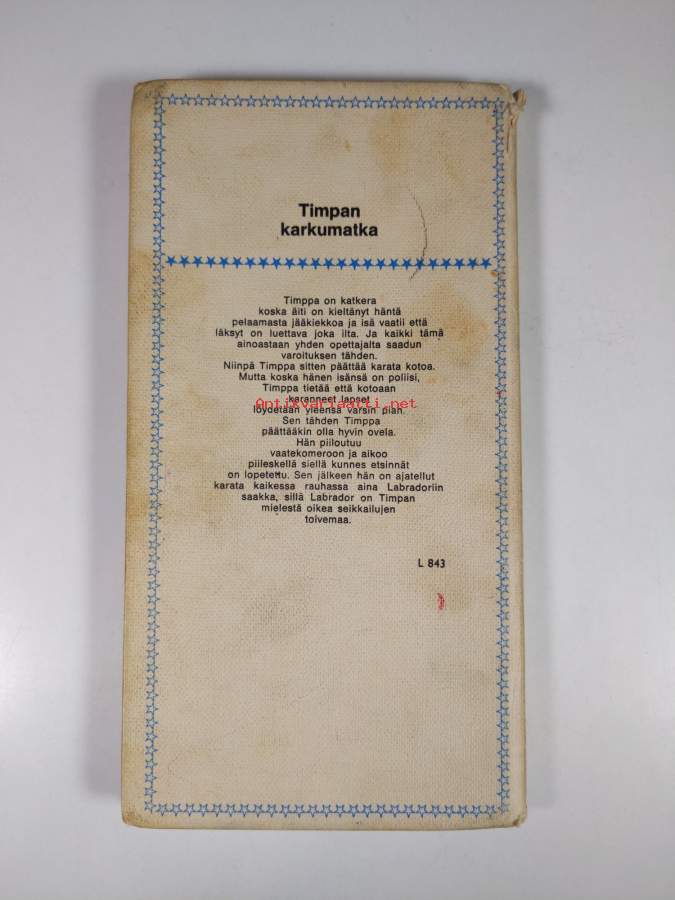 Timpan
karkumatka
Timppa on katkera
koska äiti on kieltänyt häntä
pelaamasta jääkiekkoa ja isä vaatii että
läksyt on luettava joka ilta. Ja kaikki tämä
ainoastaan yhden opettajalta saadun
varoituksen tähden.
Niinpä Timppa sitten päättää karata kotoa.
Mutta koska hänen isänsä on poliisi,
Timppa tietää että kotoaan
karanneet lapset
Antikvariaatti.net
löydetään yleensä varsin pian.
Sen tähden Timppa
päättääkin olla hyvin ovela.
Hän piiloutuu
vaatekomeroon ja aikoo
piileskellä siellä kunnes etsinnät
on lopetettu. Sen jälkeen hän on ajatellut
karata kaikessa rauhassa aina Labradoriin
saakka, sillä Labrador on Timpan
mielestä oikea seikkailujen
toivemaa.
L 843